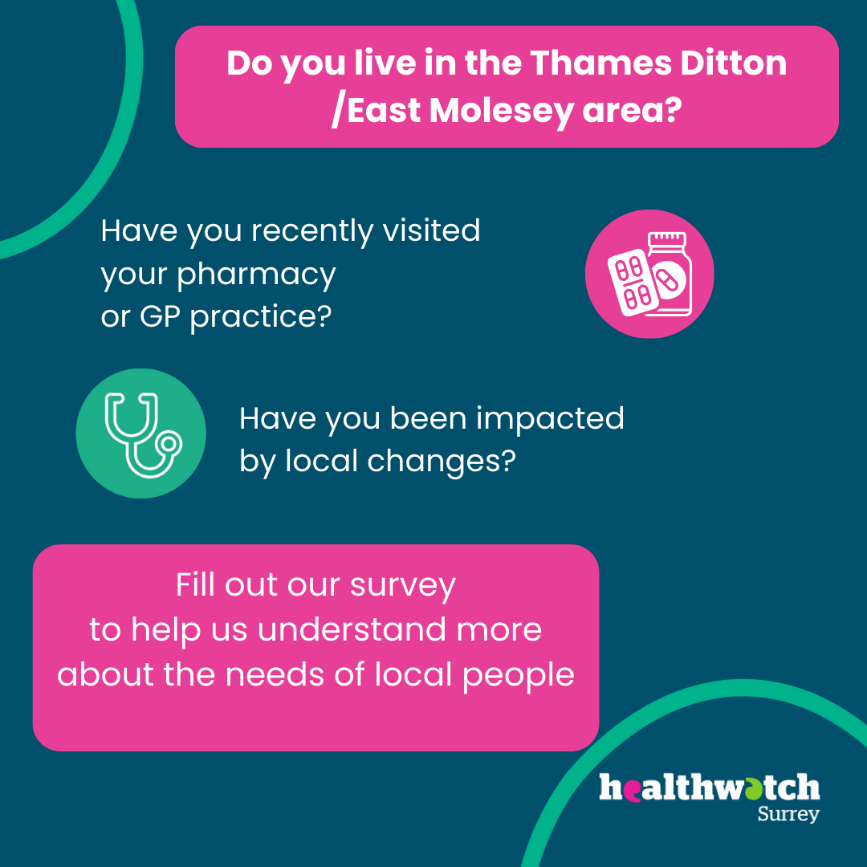 Do you live in the Thames Ditton
/East Molesey area?
Have you recently visited
your pharmacy
or GP practice?
Have you been impacted
by local changes?
Fill out our survey
to help us understand more
about the needs of local people
healthwatch
Surrey